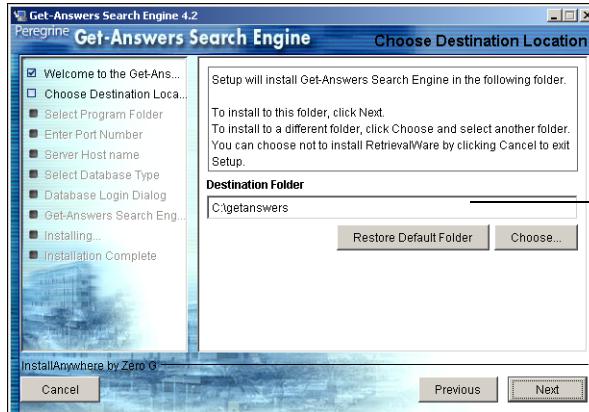 Get-Answers Search Engine 4.2
Peregrine Get-Answers Search Engine
Choose Destination Location
Welcome to the Get-Ans...
Choose Destination Loca...
Select Program Folder
Enter Port Number
Server Host name
Select Database Type
Database Login Dialog
Get-Answers Search Eng...
Installing...
Installation Complete
Setup will install Get-Answers Search Engine in the following folder.
To install to this folder, click Next.
To install to a different folder, click Choose and select another folder.
You can choose not to install RetrievalWare by clicking Cancel to exit
Setup.
Destination Folder
C:\getanswers
Restore Default Folder
Choose...
InstallAnywhere by Zero G
Cancel
Previous
Next